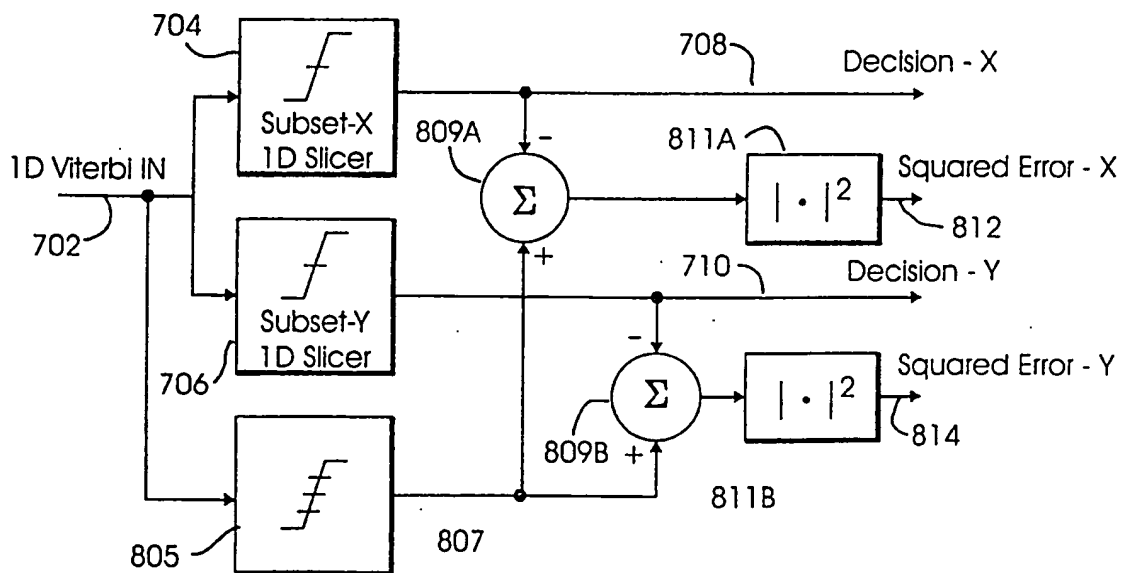 704
708
Decision - X
Subset-X
1D Slicer
809A
-
811A
1D Viterbi IN
Σ
| • |²
Squared Error - X
702
812
+
710
Decision - Y
Subset-Y
1D Slicer
-
706
Σ
| • |²
Squared Error - Y
809B
+
814
811B
805
807